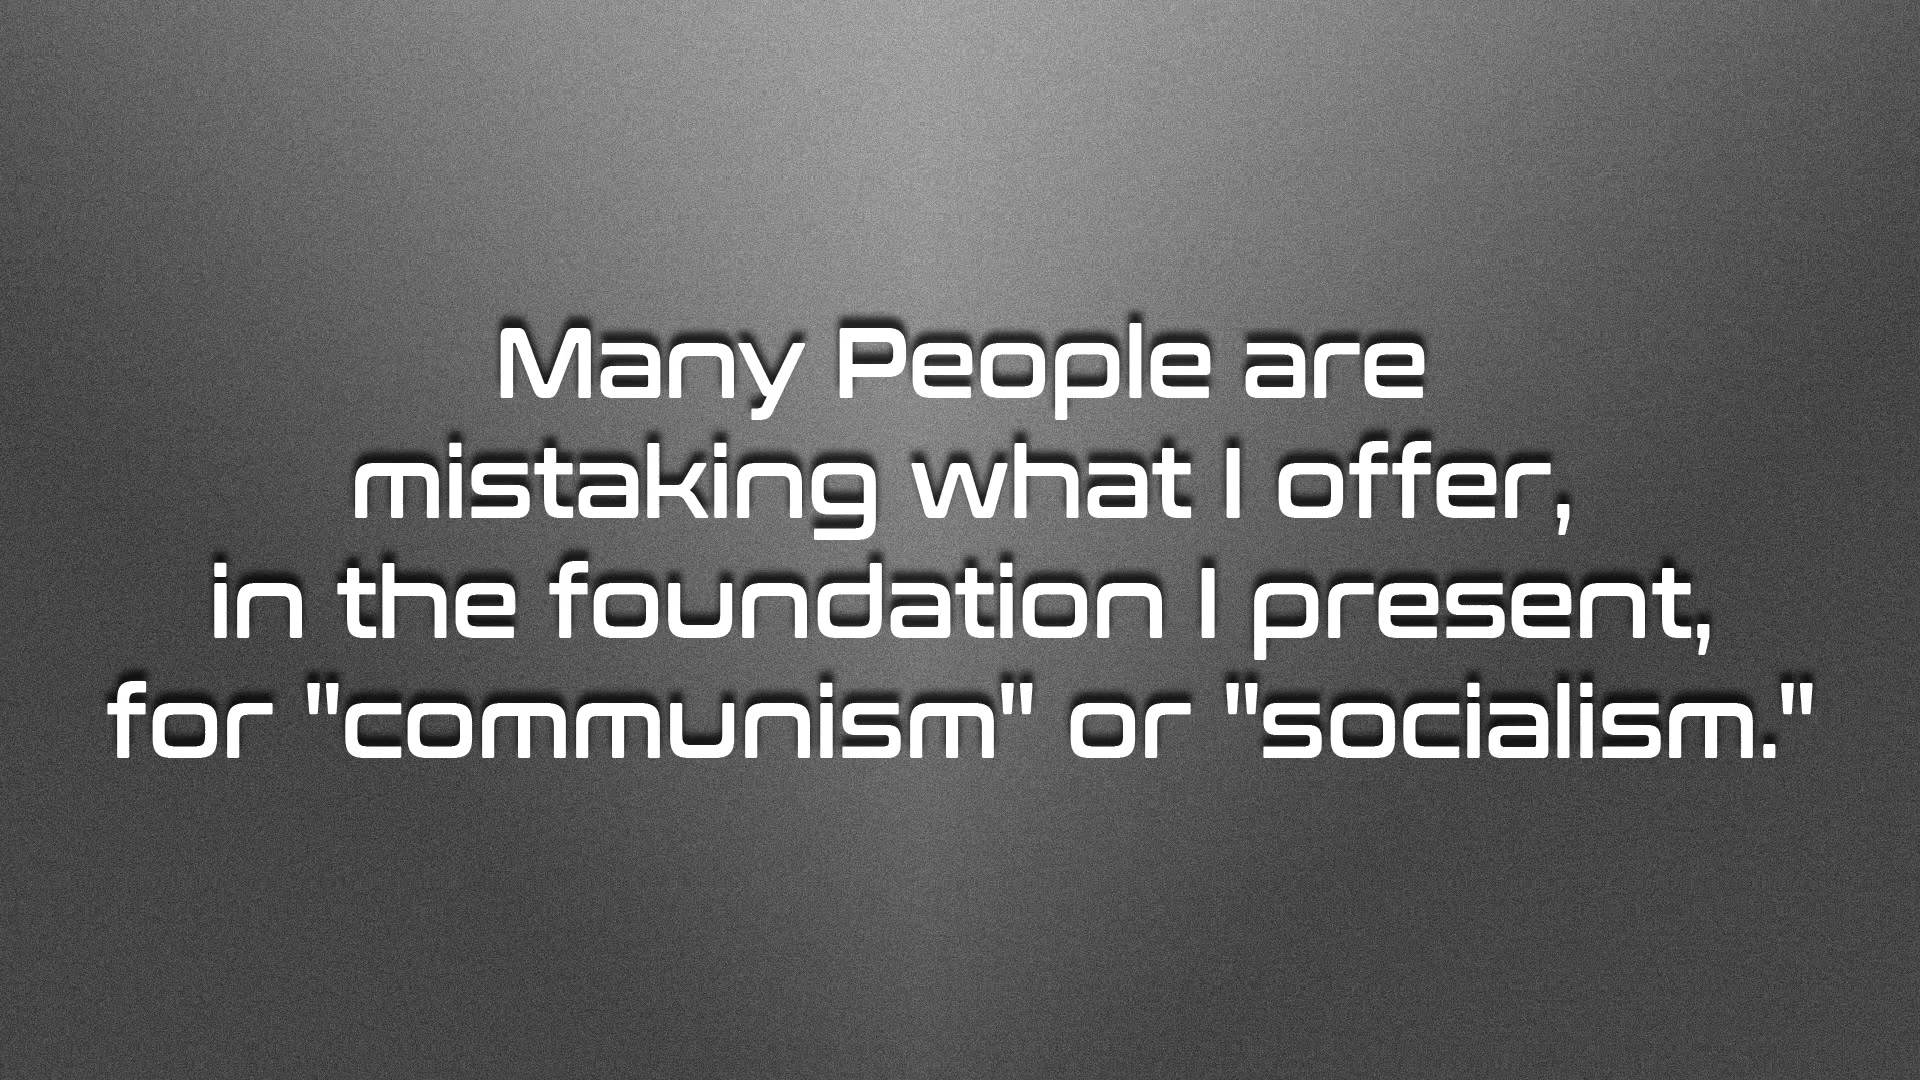 Many People are
mistaking what I offer,
in the foundation I present,
for "communism" or "socialism."